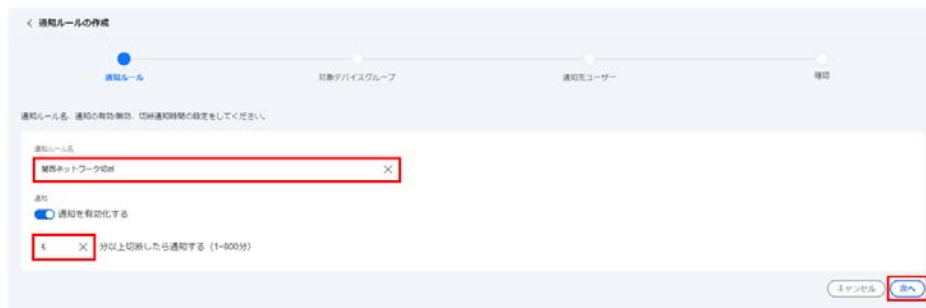 < 通知ルールの作成
通知ルール
対象デバイスグループ
通知先ユーザー
確認
通知ルール名、通知の有効/無効、切断通知時間の設定をしてください。
通知ルール名
関西ネットワーク切断
通知
通知を有効化する
5 分以上切断したら通知する（1~900分）
キャンセル 次へ